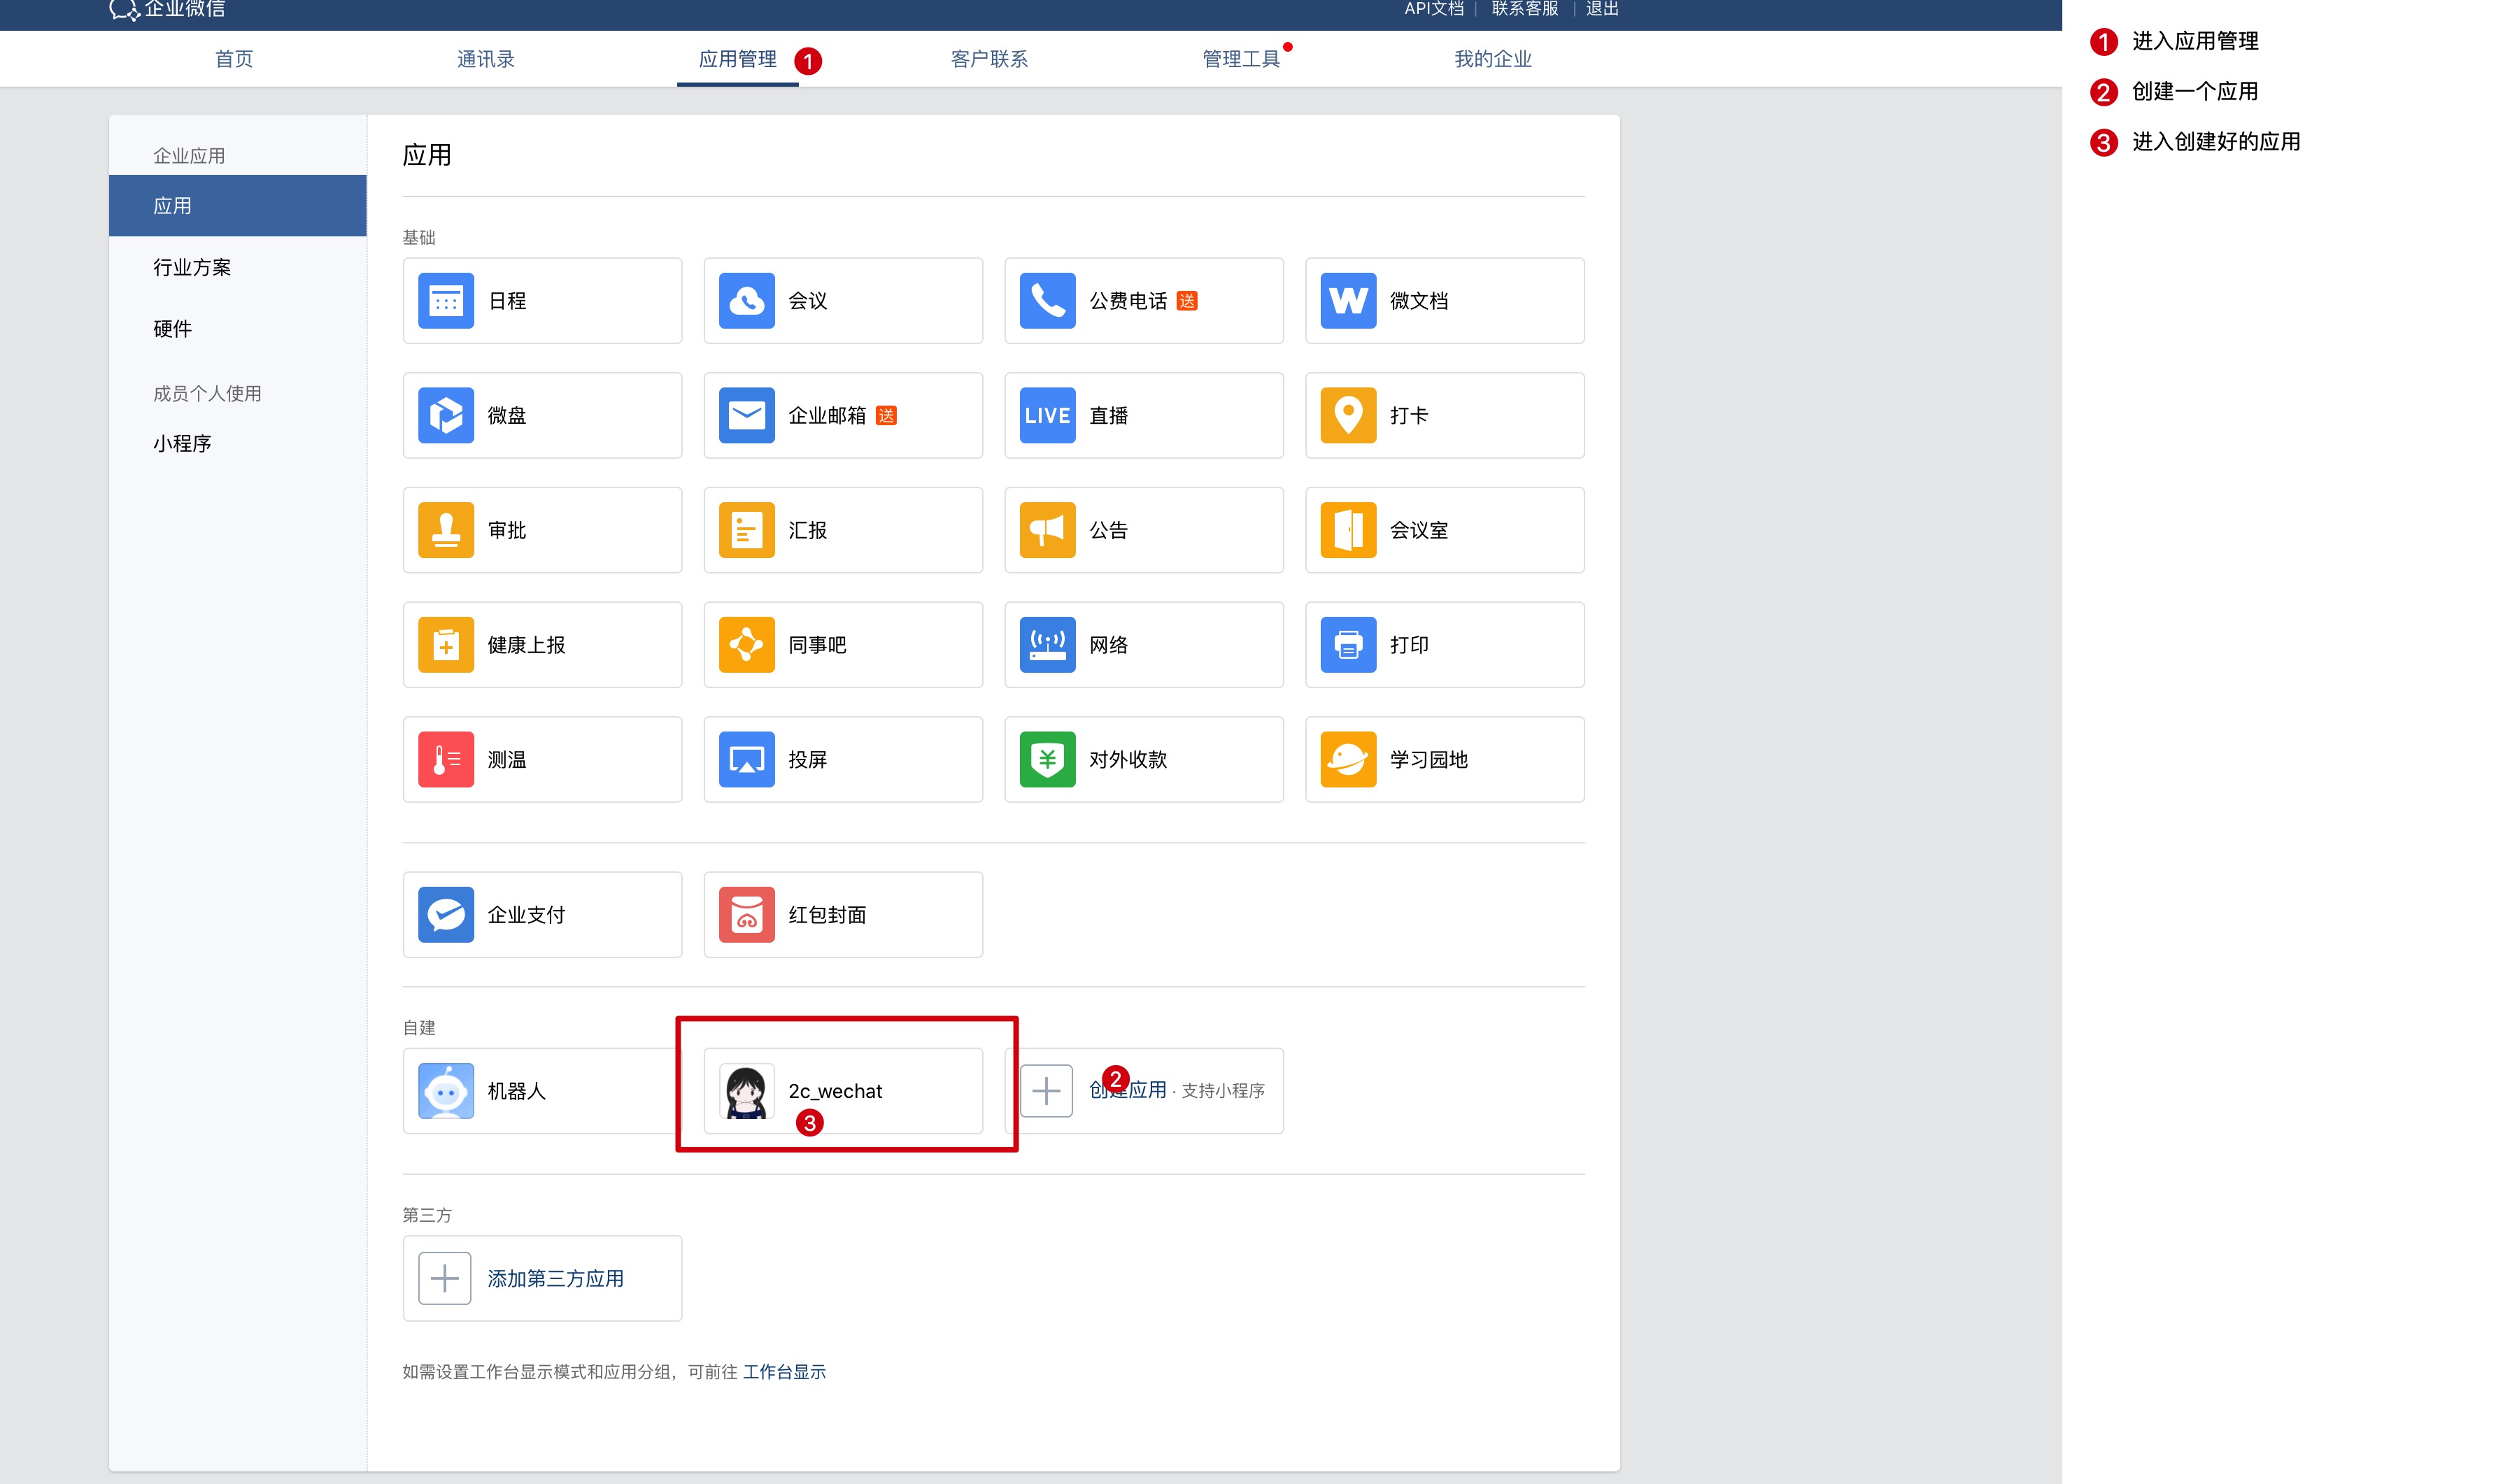 企业微信
API文档 | 联系客服 | 退出
首页
通讯录
应用管理
1
客户联系
管理工具
我的企业
1 进入应用管理
2 创建一个应用
3 进入创建好的应用
企业应用
应用
行业方案
硬件
成员个人使用
小程序
应用
基础
日程
会议
公费电话 送
微文档
微盘
企业邮箱 送
LIVE 直播
打卡
审批
汇报
公告
会议室
健康上报
同事吧
网络
打印
测温
投屏
对外收款
学习园地
企业支付
红包封面
自建
机器人
2c_wechat
3
2
创建应用 · 支持小程序
第三方
添加第三方应用
如需设置工作台显示模式和应用分组，可前往 工作台显示